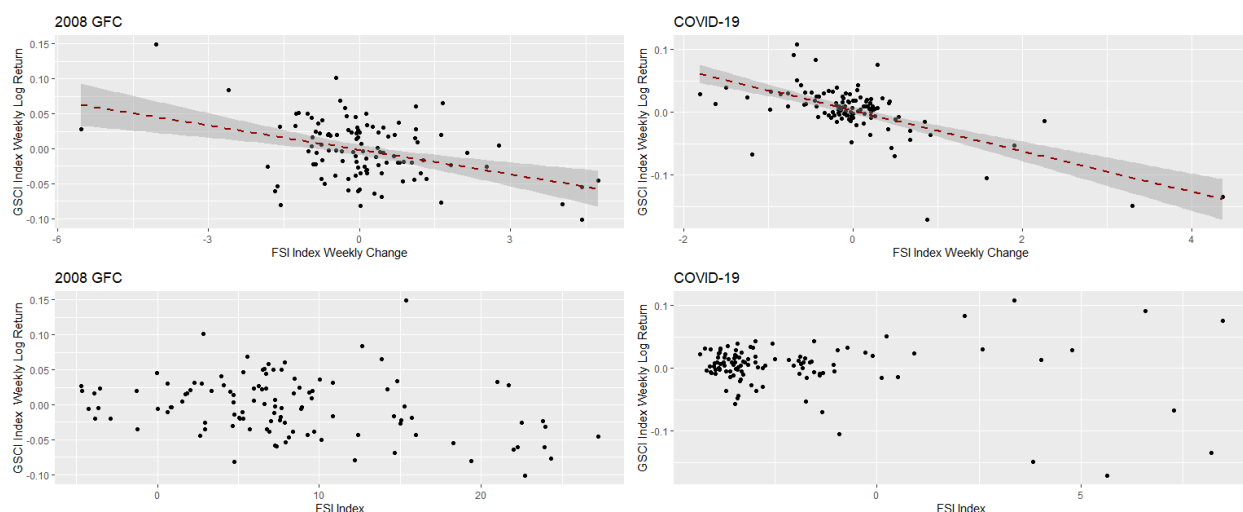 2008 GFC
GSCI Index Weekly Log Return
0.15
0.10
0.05
0.00
-0.05
-0.10
-6
-3
0
3
FSI Index Weekly Change
COVID-19
GSCI Index Weekly Log Return
0.1
0.0
-0.1
-2
0
2
4
FSI Index Weekly Change
2008 GFC
GSCI Index Weekly Log Return
0.15
0.10
0.05
0.00
-0.05
-0.10
0
10
20
FSI Index
COVID-19
GSCI Index Weekly Log Return
0.1
0.0
-0.1
0
5
FSI Index